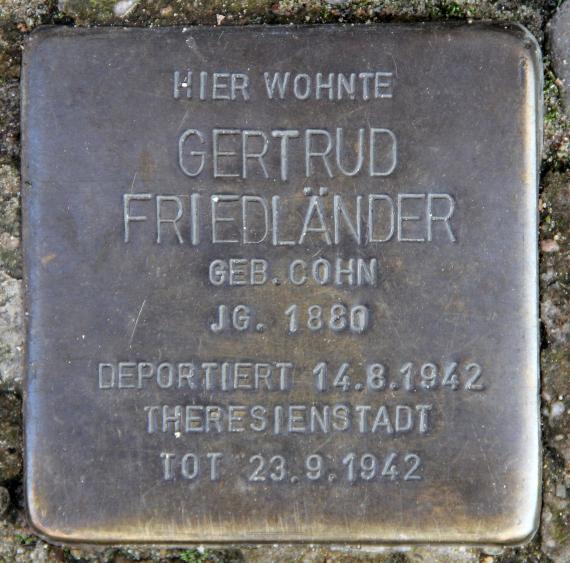 HIER WOHNTE
GERTRUD
FRIEDLÄNDER
GEB. COHN
JG. 1880
DEPORTIERT 14.8.1942
THERESIENSTADT
TOT 23.9.1942